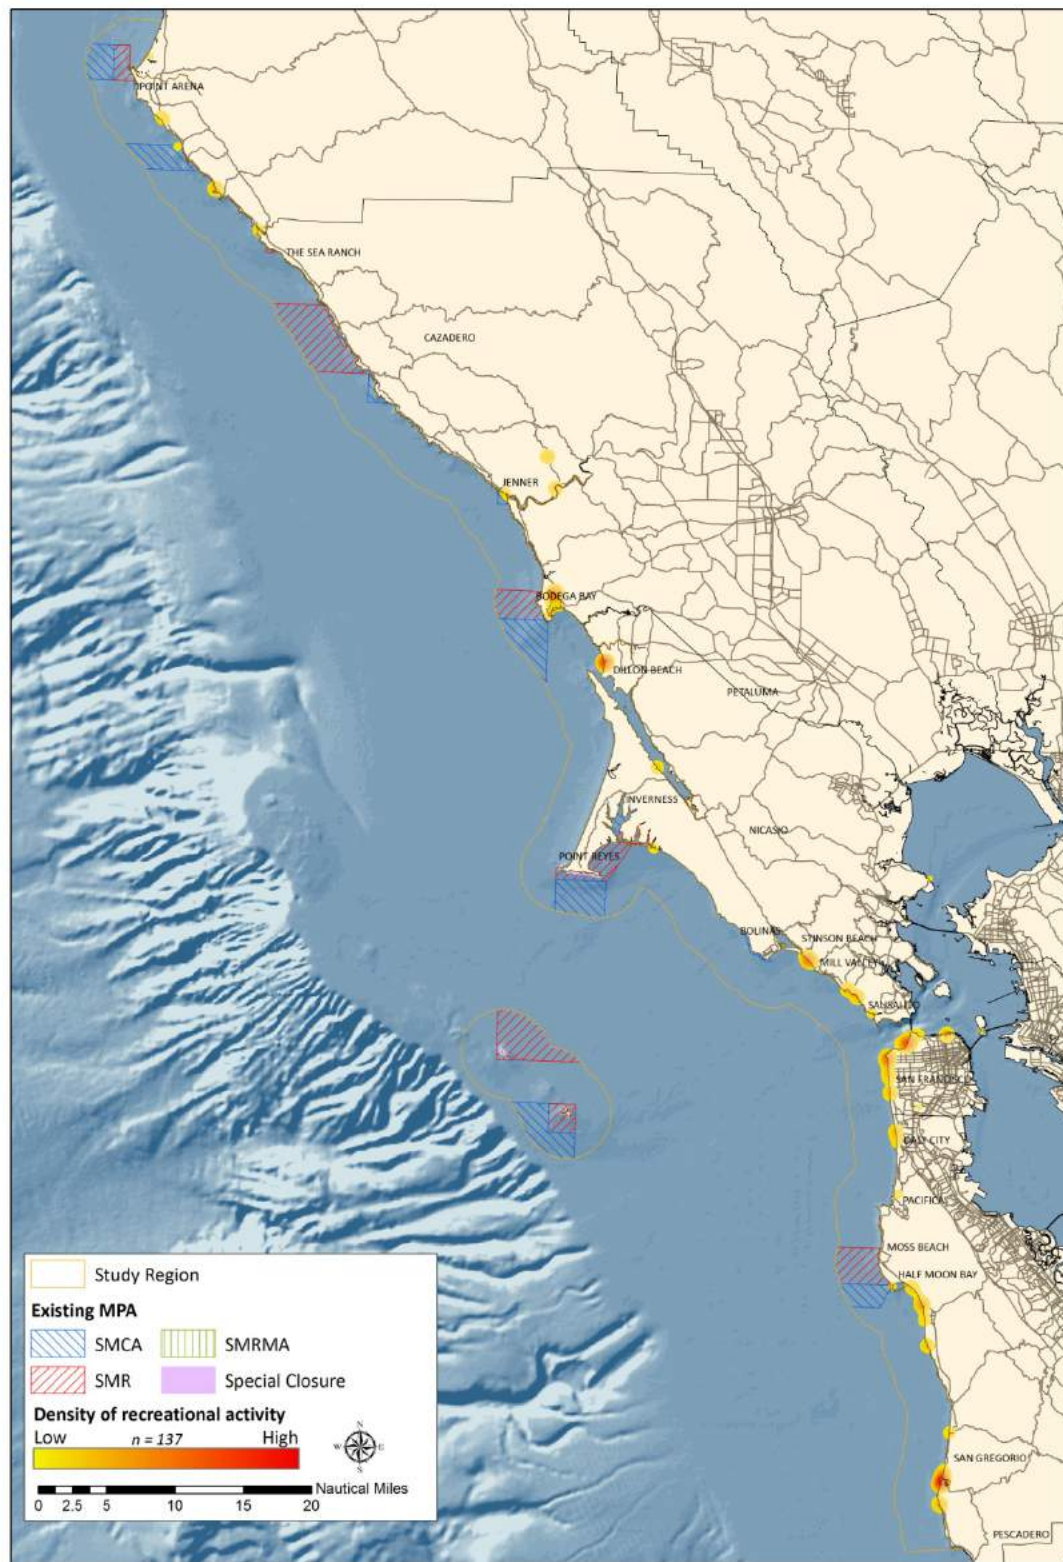 POINT ARENA
THE SEA RANCH
CAZADERO
JENNER
BODEGA BAY
DILLON BEACH
PETALUMA
INVERNESS
NICASIO
POINT REYES
BOLINAS
STINSON BEACH
MILL VALLEY
SAUSALITO
SAN FRANCISCO
DALY CITY
PACIFICA
MOSS BEACH
HALF MOON BAY
SAN GREGORIO
PESCADERO
Study Region
Existing MPA
SMCA
SMRMA
SMR
Special Closure
Density of recreational activity
Low n = 137 High
N
W E
S
Nautical Miles
0 2.5 5 10 15 20